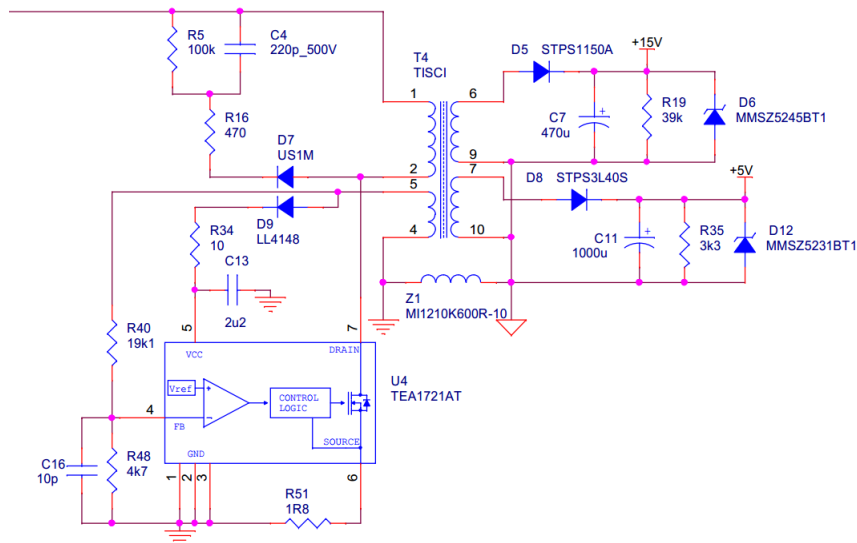 R5
100k
C4
220p_500V
T4
TISCI
D5 STPS1150A
+15V
1
6
C7
470u
+
R19
39k
D6
MMSZ5245BT1
R16
470
D7
US1M
2
9
5
7
D8 STPS3L40S
+5V
D9
LL4148
R34
10
4
10
C11
1000u
+
R35
3k3
D12
MMSZ5231BT1
C13
2u2
Z1
MI1210K600R-10
R40
19k1
5
7
VCC
DRAIN
U4
TEA1721AT
Vref
+
-
CONTROL
LOGIC
4
FB
SOURCE
GND
C16
10p
R48
4k7
1
2
3
6
R51
1R8